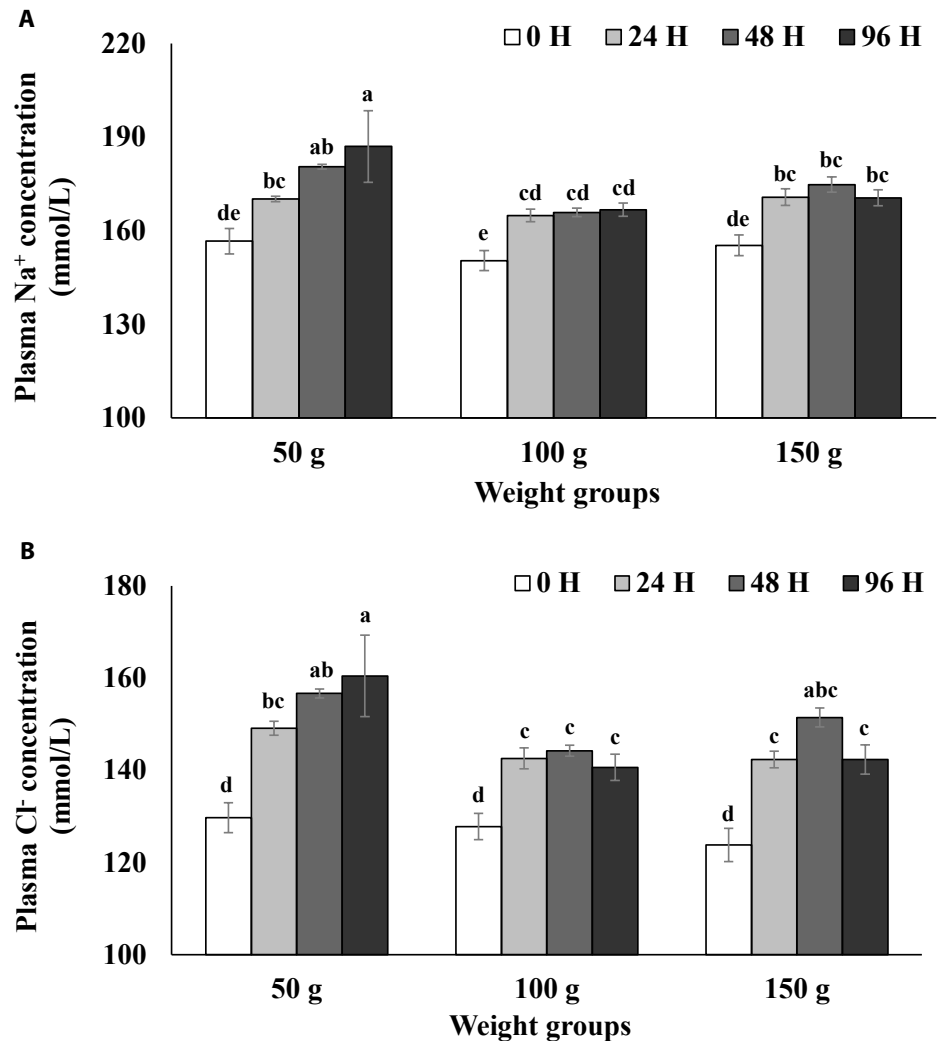 A
220
190
160
130
100
Plasma Na⁺ concentration
(mmol/L)
0 H 24 H 48 H 96 H
de bc ab a
e cd cd cd
de bc bc bc
50 g 100 g 150 g
Weight groups
B
180
160
140
120
100
Plasma Cl⁻ concentration
(mmol/L)
0 H 24 H 48 H 96 H
d bc ab a
d c c c
d c abc c
50 g 100 g 150 g
Weight groups